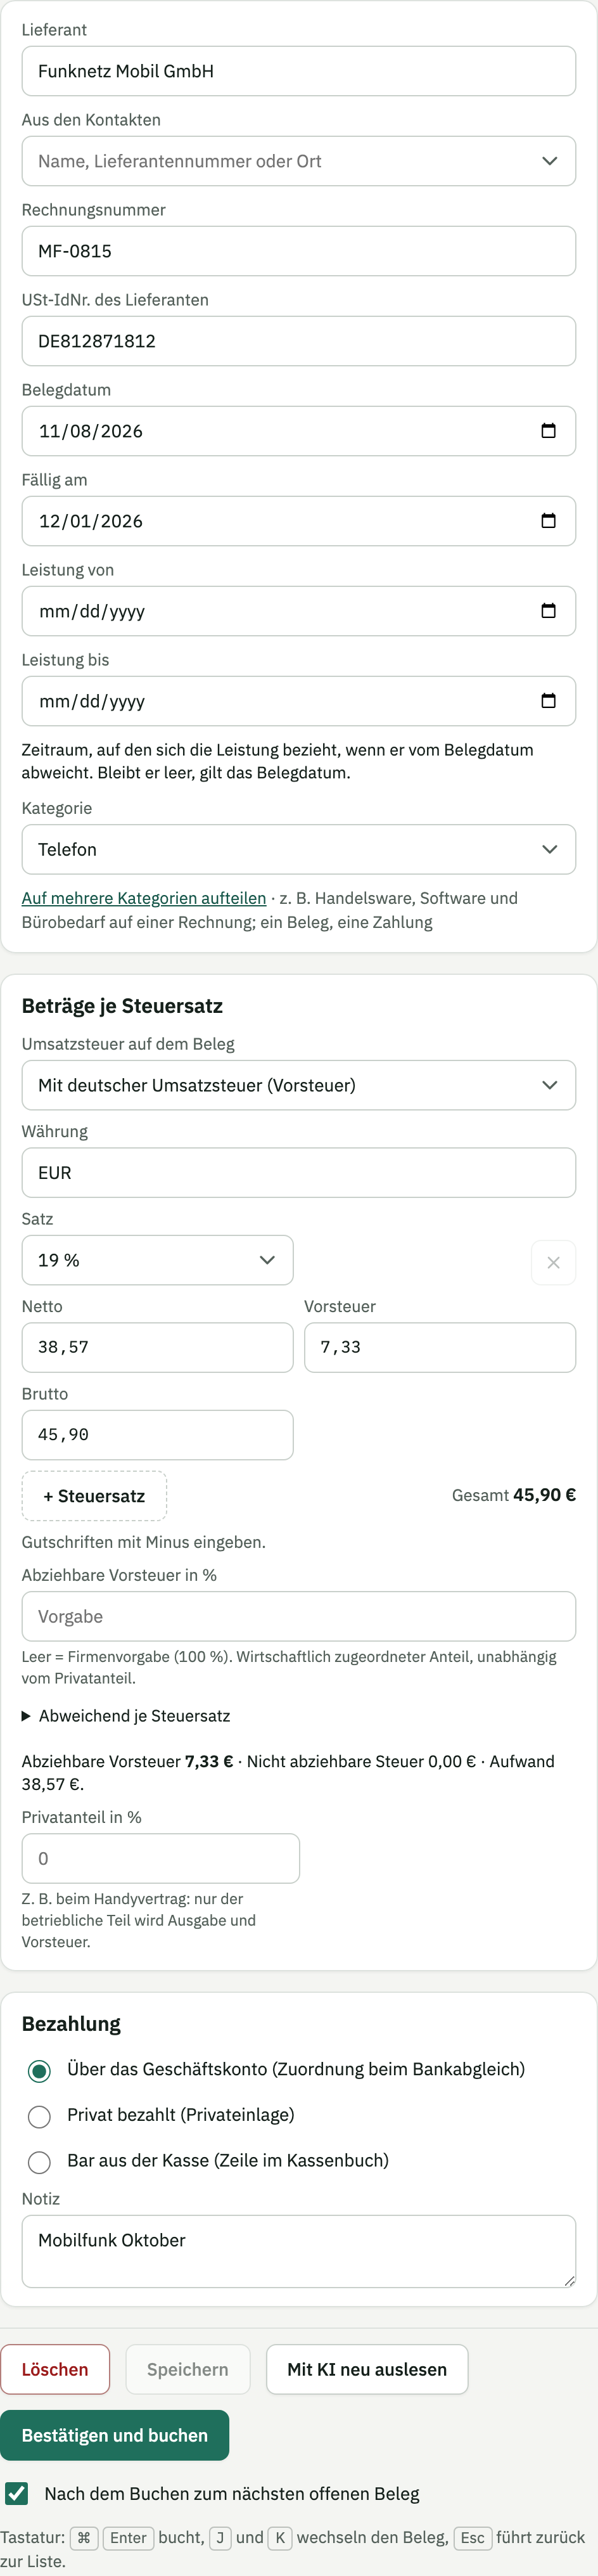 Lieferant
Funknetz Mobil GmbH
Aus den Kontakten
Name, Lieferantennummer oder Ort
Rechnungsnummer
MF-0815
USt-IdNr. des Lieferanten
DE812871812
Belegdatum
11/08/2026
Fällig am
12/01/2026
Leistung von
mm/dd/yyyy
Leistung bis
mm/dd/yyyy
Zeitraum, auf den sich die Leistung bezieht, wenn er vom Belegdatum
abweicht. Bleibt er leer, gilt das Belegdatum.
Kategorie
Telefon
Auf mehrere Kategorien aufteilen · z. B. Handelsware, Software und
Bürobedarf auf einer Rechnung; ein Beleg, eine Zahlung
Beträge je Steuersatz
Umsatzsteuer auf dem Beleg
Mit deutscher Umsatzsteuer (Vorsteuer)
Währung
EUR
Satz
19 %
Netto Vorsteuer
38,57 7,33
Brutto
45,90
+ Steuersatz Gesamt 45,90 €
Gutschriften mit Minus eingeben.
Abziehbare Vorsteuer in %
Vorgabe
Leer = Firmenvorgabe (100 %). Wirtschaftlich zugeordneter Anteil, unabhängig
vom Privatanteil.
Abweichend je Steuersatz
Abziehbare Vorsteuer 7,33 € · Nicht abziehbare Steuer 0,00 € · Aufwand
38,57 €.
Privatanteil in %
0
Z. B. beim Handyvertrag: nur der
betriebliche Teil wird Ausgabe und
Vorsteuer.
Bezahlung
Über das Geschäftskonto (Zuordnung beim Bankabgleich)
Privat bezahlt (Privateinlage)
Bar aus der Kasse (Zeile im Kassenbuch)
Notiz
Mobilfunk Oktober
Löschen Speichern Mit KI neu auslesen
Bestätigen und buchen
Nach dem Buchen zum nächsten offenen Beleg
Tastatur: ⌘ Enter bucht, J und K wechseln den Beleg, Esc führt zurück
zur Liste.